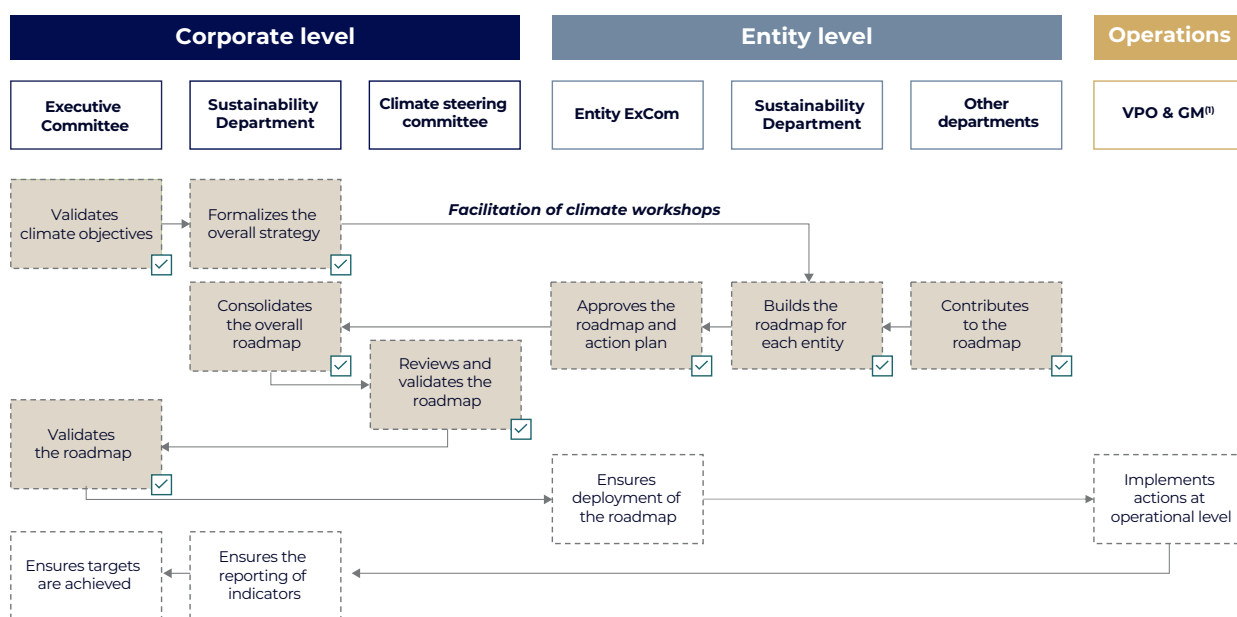 Corporate level
Entity level
Operations
Executive
Committee
Sustainability
Department
Climate steering
committee
Entity ExCom
Sustainability
Department
Other
departments
VPO & GM(1)
Validates
climate objectives
Formalizes the
overall strategy
Facilitation of climate workshops
Consolidates
the overall
roadmap
Approves the
roadmap and
action plan
Builds the
roadmap for
each entity
Contributes
to the
roadmap
Reviews and
validates the
roadmap
Validates
the roadmap
Ensures
deployment of
the roadmap
Implements
actions at
operational level
Ensures targets
are achieved
Ensures the
reporting of
indicators